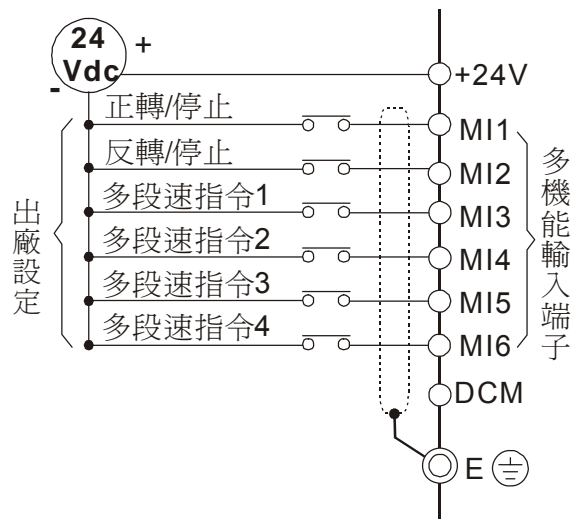 24
Vdc
+
-
+24V
正轉/停止
MI1
反轉/停止
MI2
多段速指令1
MI3
多段速指令2
MI4
多段速指令3
MI5
多段速指令4
MI6
出廠設定
多機能輸入端子
DCM
E